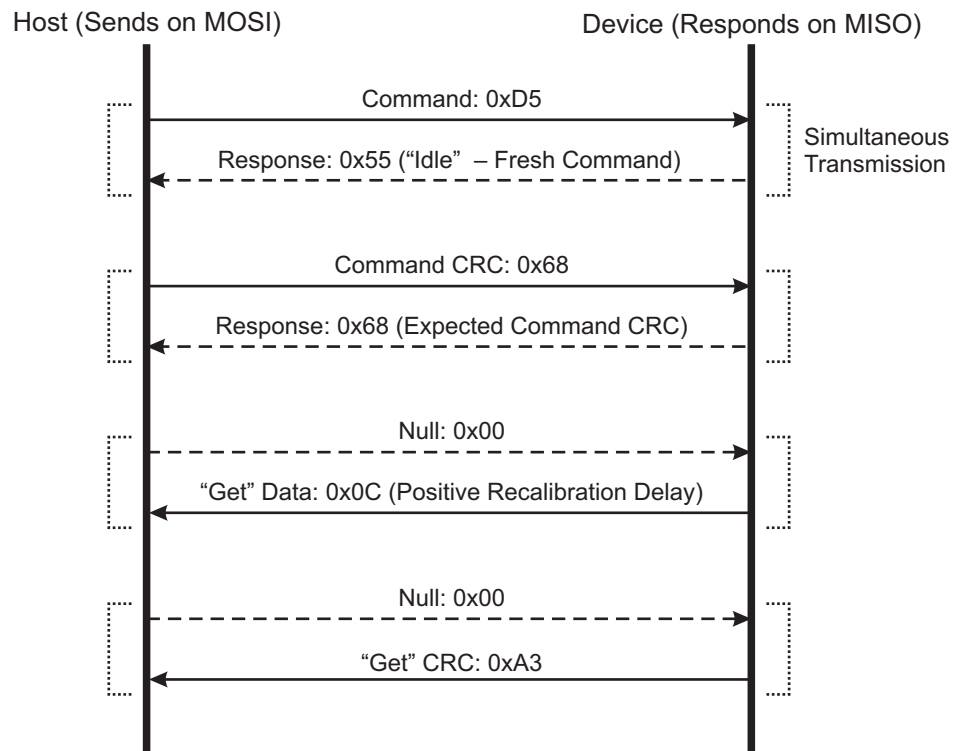 Host (Sends on MOSI)
Device (Responds on MISO)
Command: 0xD5
Response: 0x55 (“Idle” – Fresh Command)
Simultaneous
Transmission
Command CRC: 0x68
Response: 0x68 (Expected Command CRC)
Null: 0x00
“Get” Data: 0x0C (Positive Recalibration Delay)
Null: 0x00
“Get” CRC: 0xA3